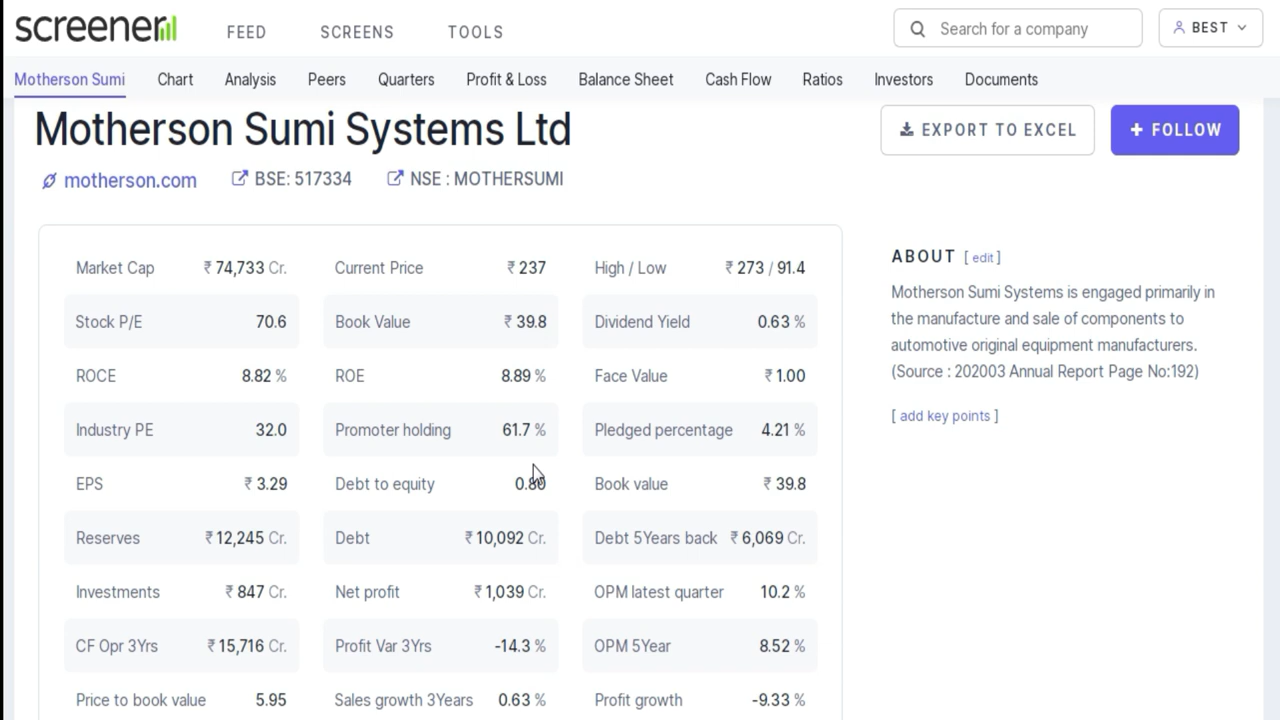 screener
FEED SCREENS TOOLS Search for a company BEST
Motherson Sumi Chart Analysis Peers Quarters Profit & Loss Balance Sheet Cash Flow Ratios Investors Documents
Motherson Sumi Systems Ltd
EXPORT TO EXCEL + FOLLOW
motherson.com BSE: 517334 NSE : MOTHERSUMI
Market Cap ₹ 74,733 Cr. Current Price ₹ 237 High / Low ₹ 273 / 91.4
Stock P/E 70.6 Book Value ₹ 39.8 Dividend Yield 0.63 %
ROCE 8.82 % ROE 8.89 % Face Value ₹ 1.00
Industry PE 32.0 Promoter holding 61.7 % Pledged percentage 4.21 %
EPS ₹ 3.29 Debt to equity 0.80 Book value ₹ 39.8
Reserves ₹ 12,245 Cr. Debt ₹ 10,092 Cr. Debt 5Years back ₹ 6,069 Cr.
Investments ₹ 847 Cr. Net profit ₹ 1,039 Cr. OPM latest quarter 10.2 %
CF Opr 3Yrs ₹ 15,716 Cr. Profit Var 3Yrs -14.3 % OPM 5Year 8.52 %
Price to book value 5.95 Sales growth 3Years 0.63 % Profit growth -9.33 %
ABOUT [ edit ]
Motherson Sumi Systems is engaged primarily in
the manufacture and sale of components to
automotive original equipment manufacturers.
(Source : 202003 Annual Report Page No:192)
[ add key points ]